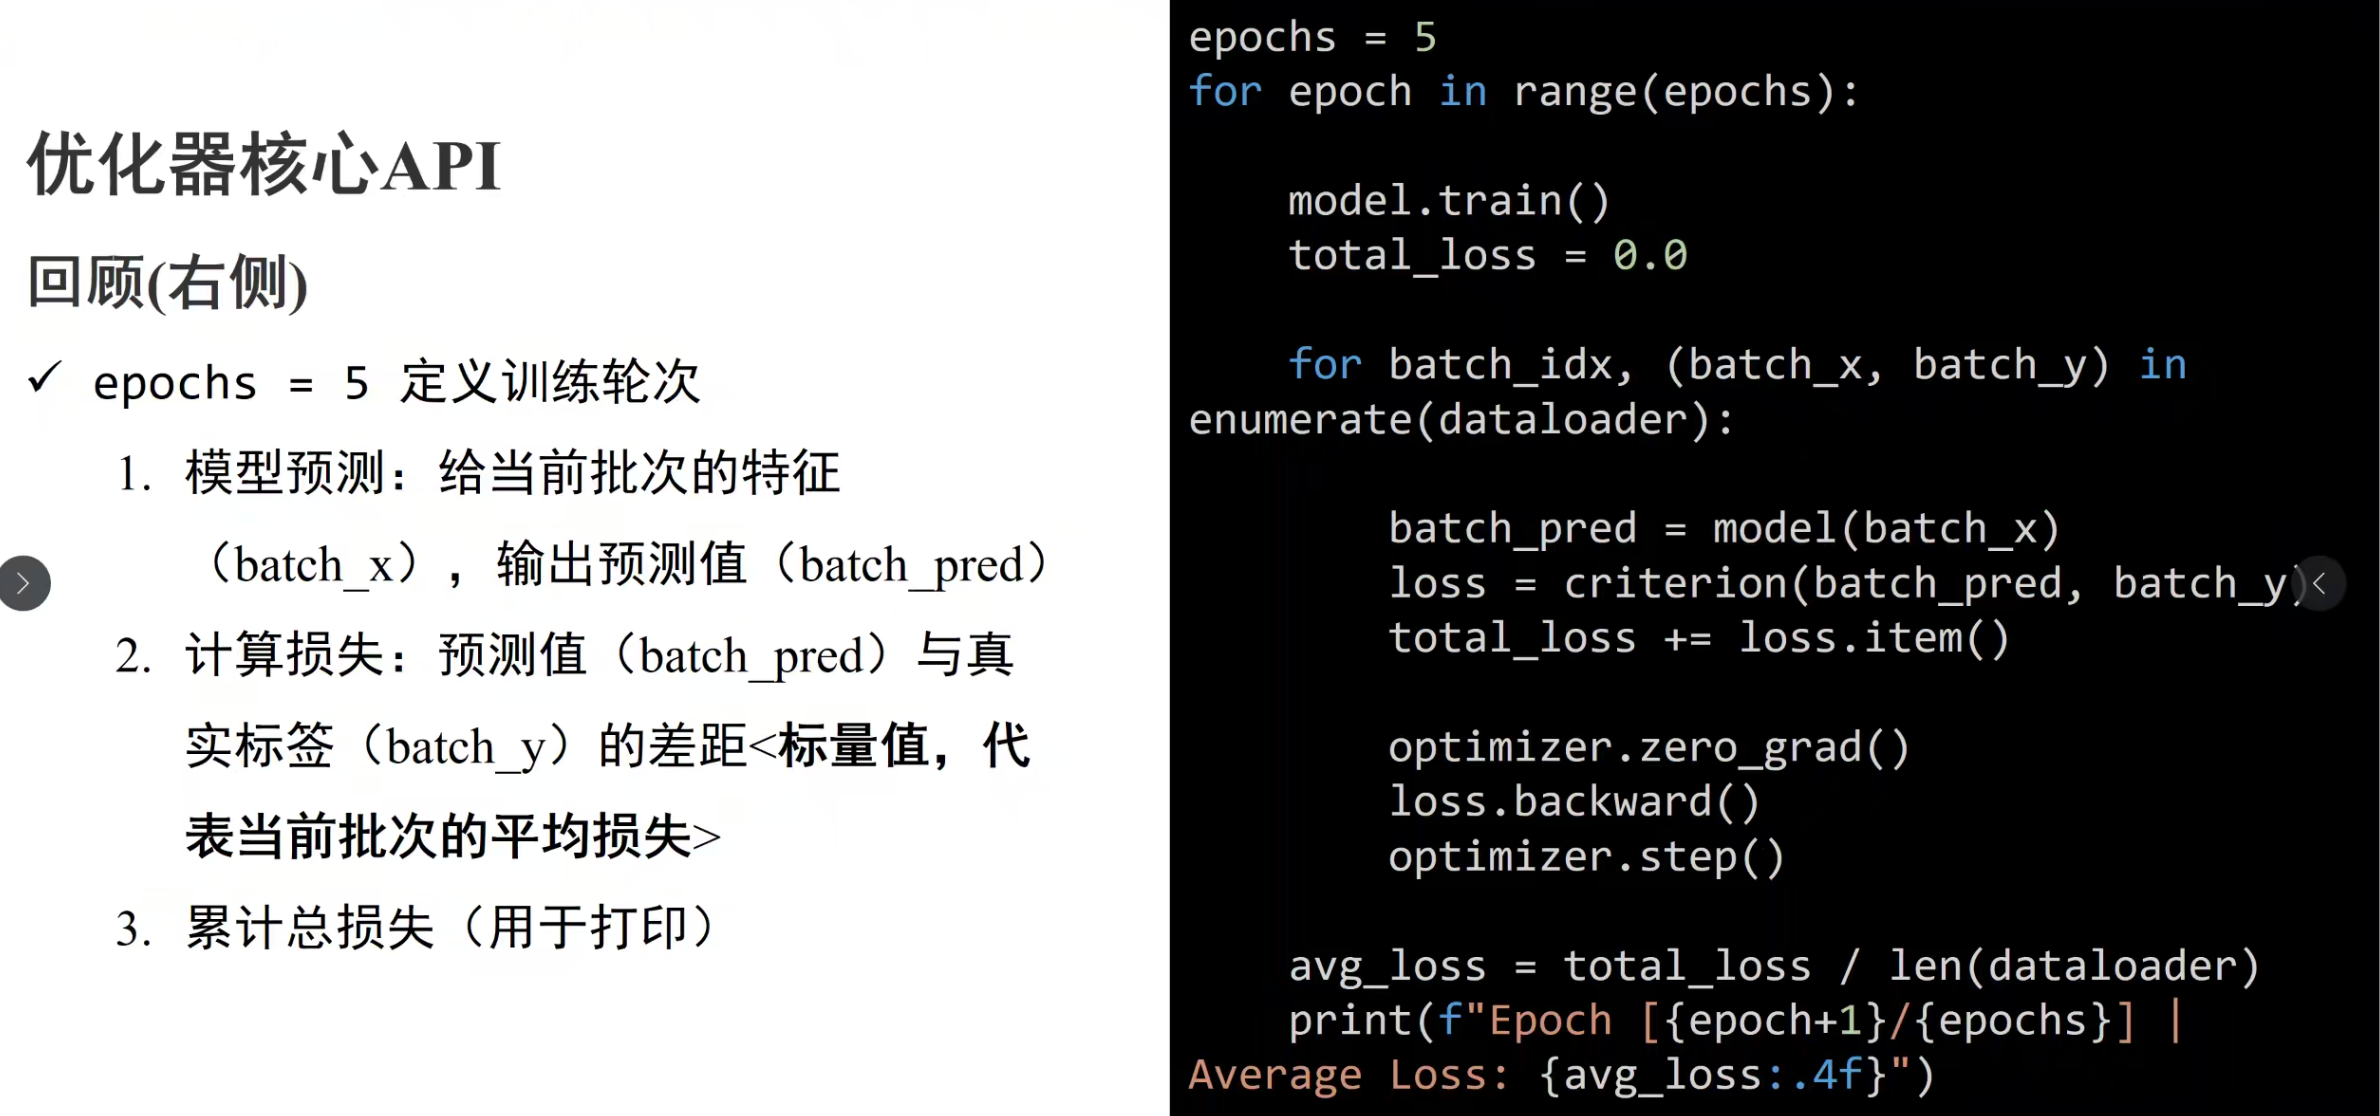 优化器核心API
回顾(右侧)
✓ epochs = 5 定义训练轮次
1. 模型预测：给当前批次的特征
（batch_x），输出预测值（batch_pred）
2. 计算损失：预测值（batch_pred）与真
实标签（batch_y）的差距<标量值，代
表当前批次的平均损失>
3. 累计总损失（用于打印）
epochs = 5
for epoch in range(epochs):
model.train()
total_loss = 0.0
for batch_idx, (batch_x, batch_y) in
enumerate(dataloader):
batch_pred = model(batch_x)
loss = criterion(batch_pred, batch_y)
total_loss += loss.item()
optimizer.zero_grad()
loss.backward()
optimizer.step()
avg_loss = total_loss / len(dataloader)
print(f"Epoch [{epoch+1}/{epochs}] |
Average Loss: {avg_loss:.4f}")